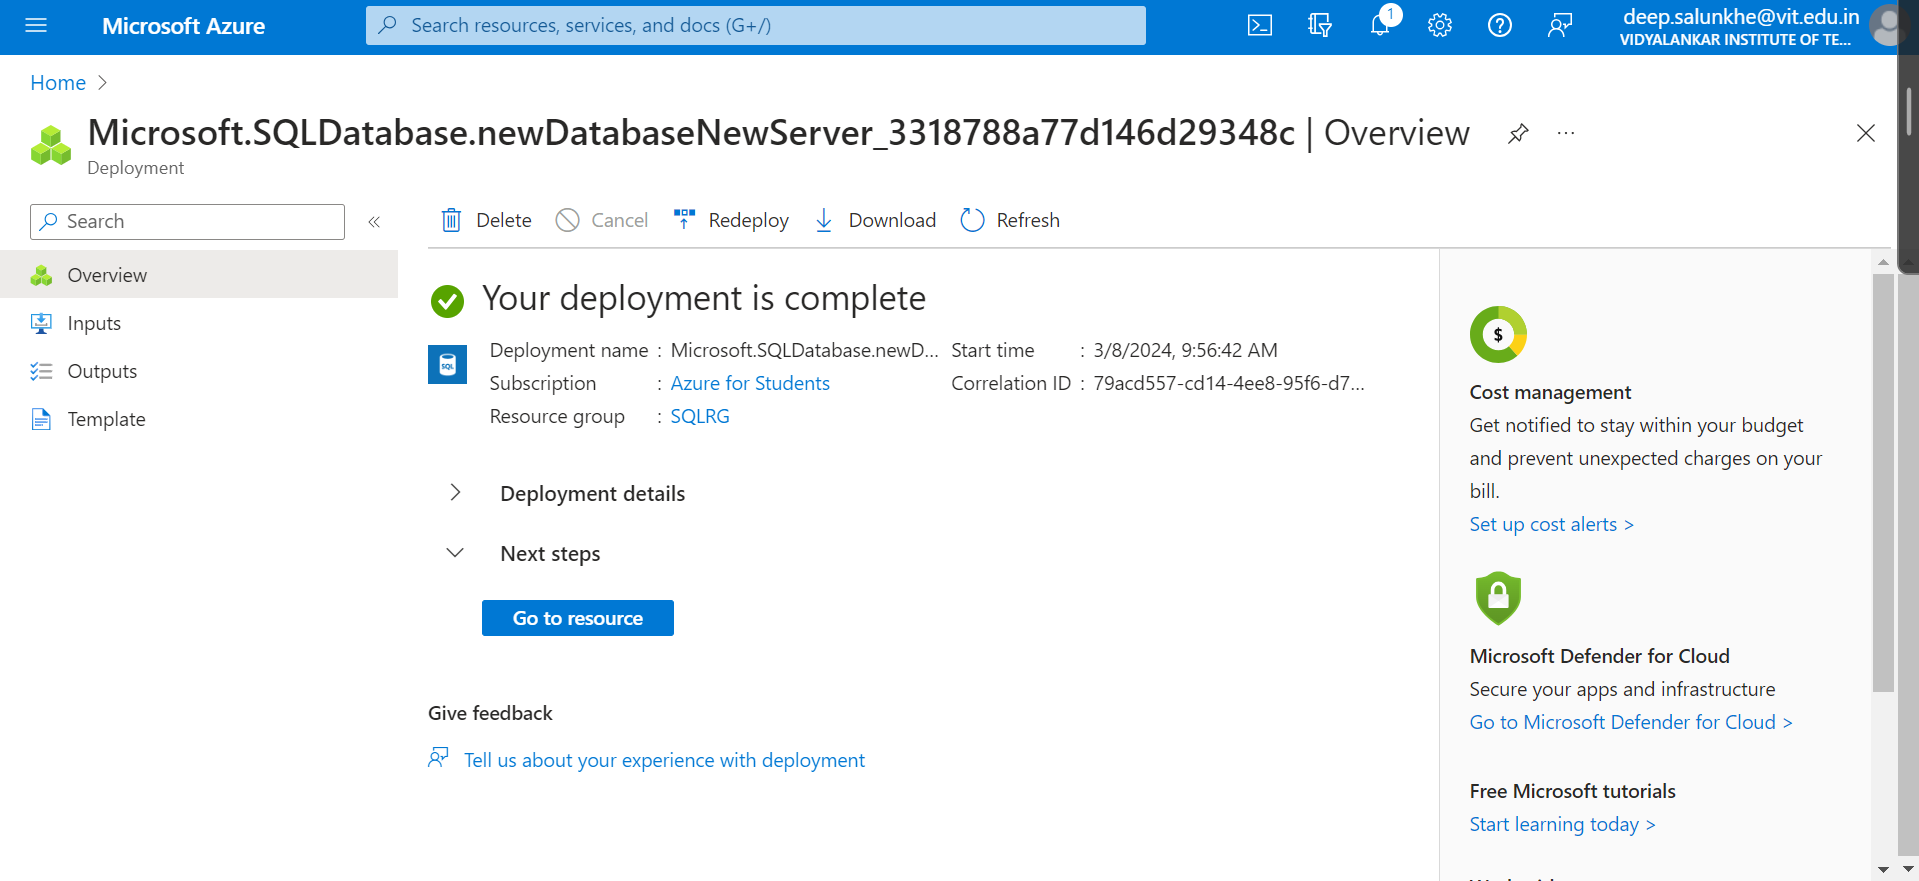 Microsoft Azure
Search resources, services, and docs (G+/)
1
deep.salunkhe@vit.edu.in
VIDYALANKAR INSTITUTE OF TE...
Home
Microsoft.SQLDatabase.newDatabaseNewServer_3318788a77d146d29348c | Overview
Deployment
Search
Delete
Cancel
Redeploy
Download
Refresh
Overview
Inputs
Outputs
Template
Your deployment is complete
SQL
Deployment name : Microsoft.SQLDatabase.newD...
Subscription : Azure for Students
Resource group : SQLRG
Start time : 3/8/2024, 9:56:42 AM
Correlation ID : 79acd557-cd14-4ee8-95f6-d7...
Deployment details
Next steps
Go to resource
Give feedback
Tell us about your experience with deployment
$
Cost management
Get notified to stay within your budget
and prevent unexpected charges on your
bill.
Set up cost alerts >
Microsoft Defender for Cloud
Secure your apps and infrastructure
Go to Microsoft Defender for Cloud >
Free Microsoft tutorials
Start learning today >